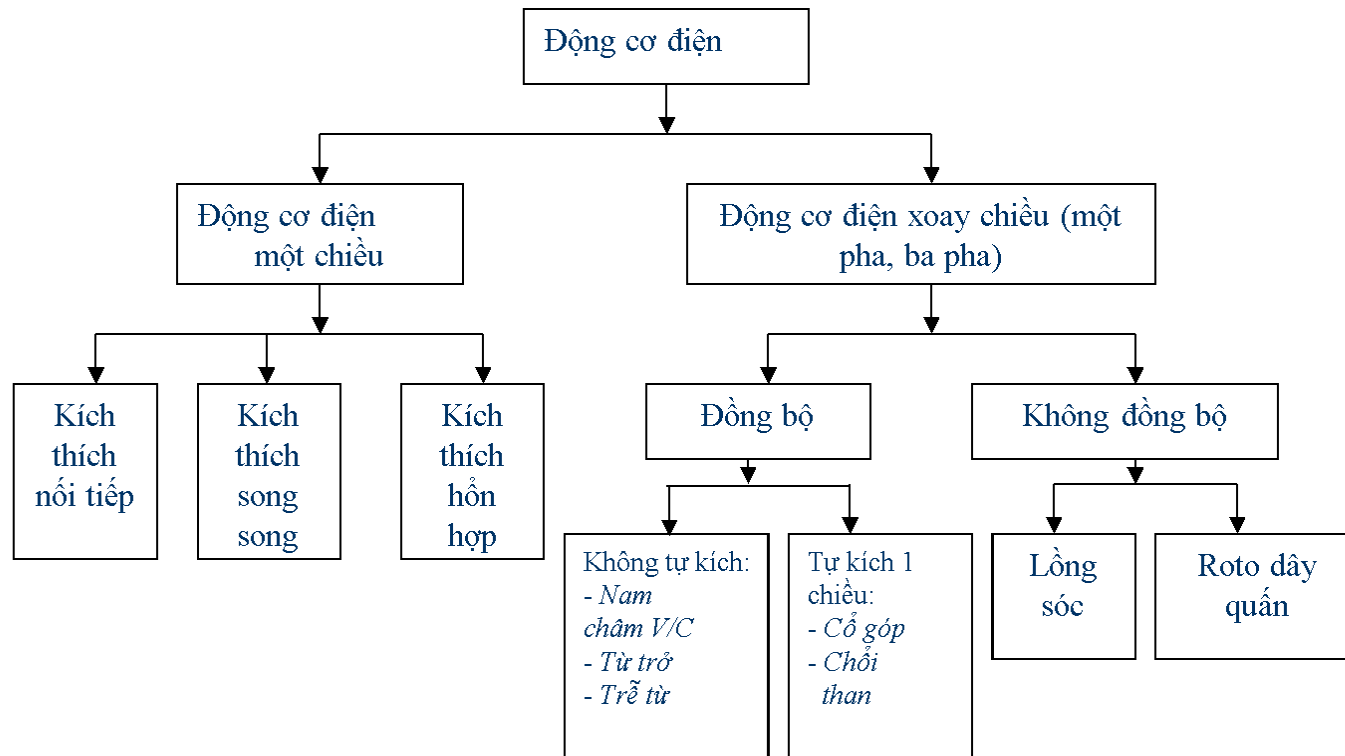 Động cơ điện
Động cơ điện
một chiều
Động cơ điện xoay chiều (một
pha, ba pha)
Kích
thích
nối tiếp
Kích
thích
song
song
Kích
thích
hổn
hợp
Đồng bộ
Không đồng bộ
Không tự kích:
- Nam
châm V/C
- Từ trở
- Trễ từ
Tự kích 1
chiều:
- Cổ góp
- Chổi
than
Lồng
sóc
Roto dây
quấn